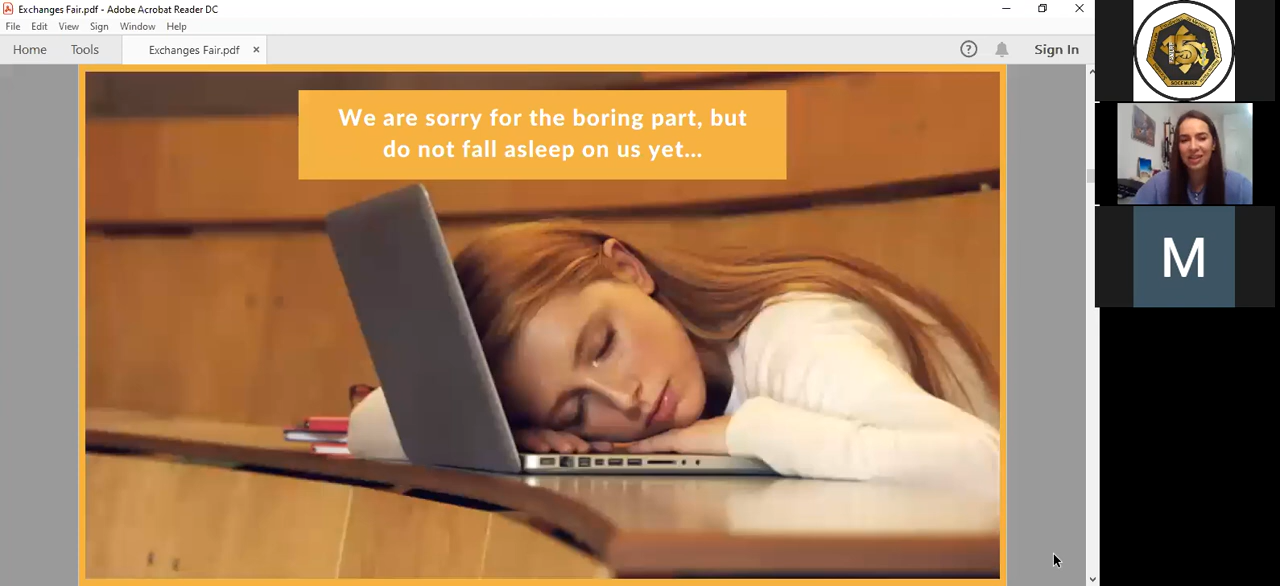 Exchanges Fair.pdf - Adobe Acrobat Reader DC
File Edit View Sign Window Help
Home Tools Exchanges Fair.pdf × Sign In
We are sorry for the boring part, but
do not fall asleep on us yet...
15
M